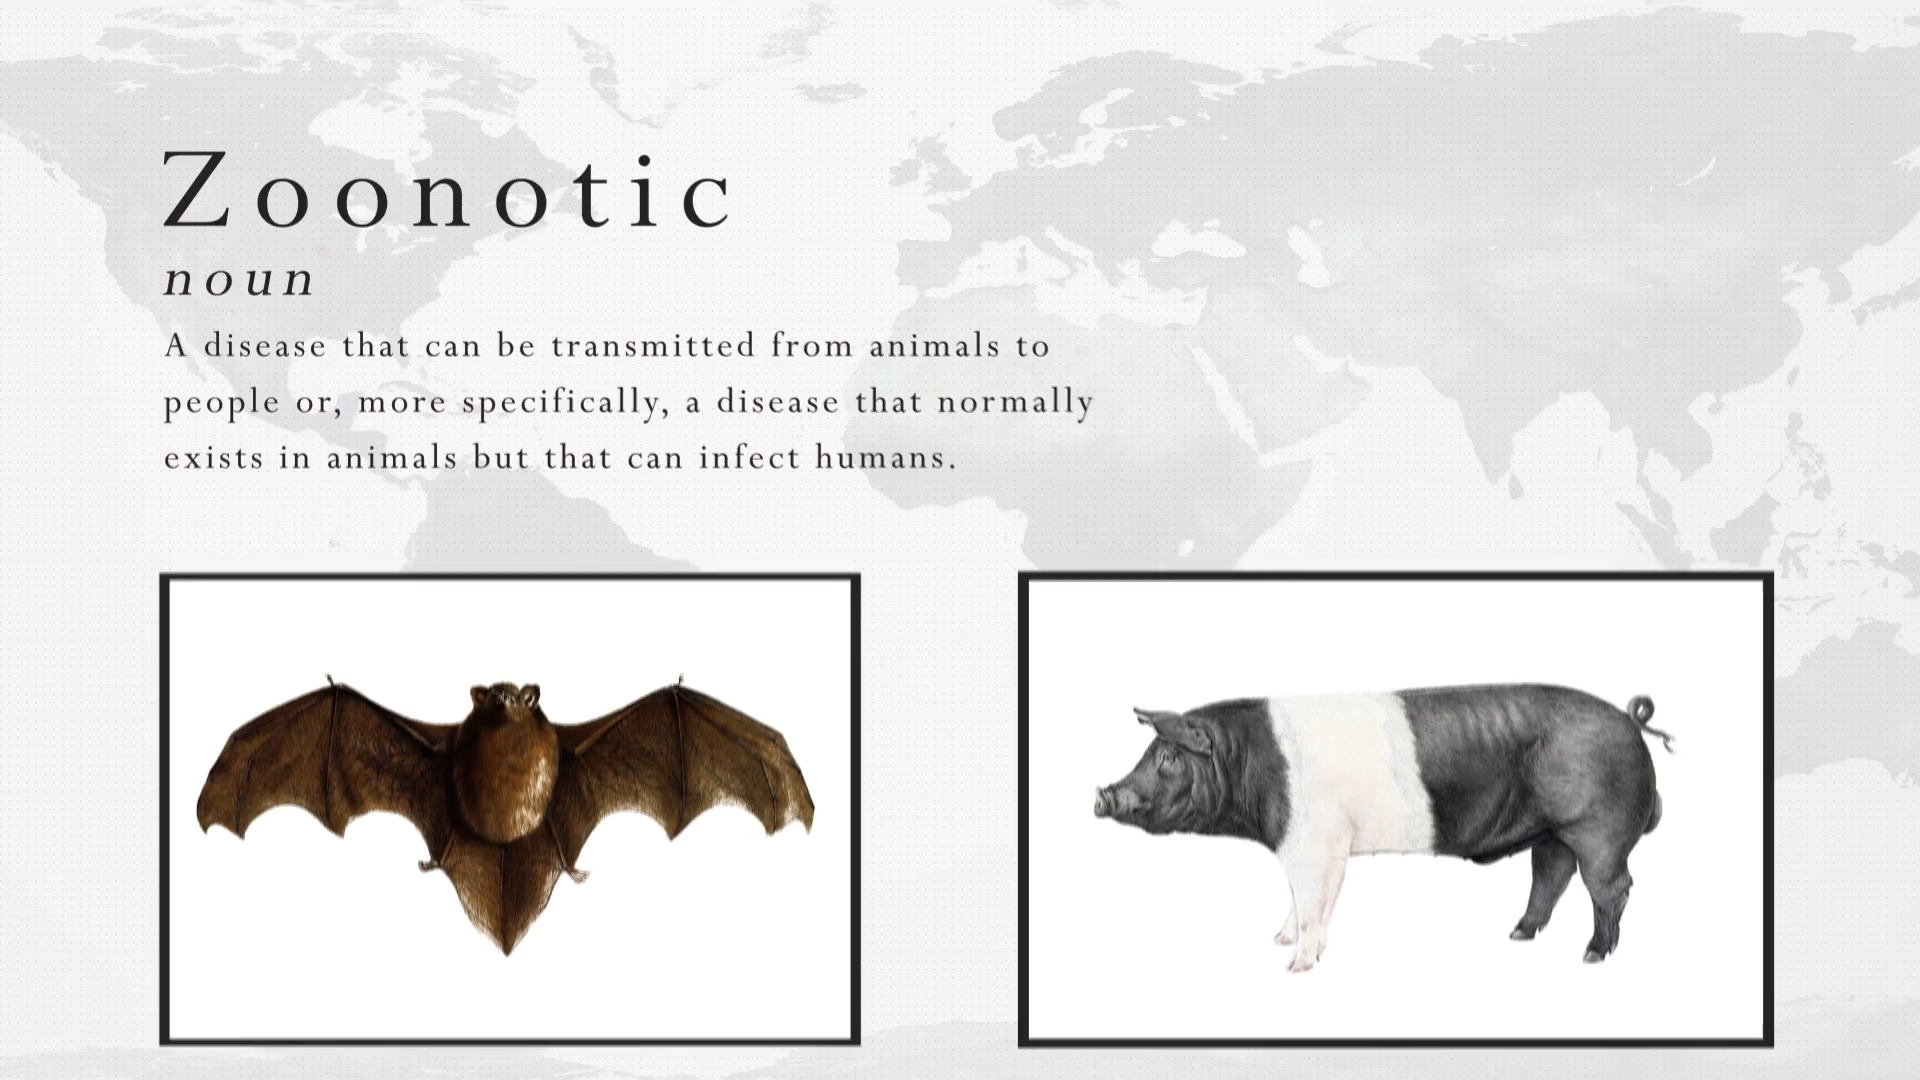 Zoonotic
noun
A disease that can be transmitted from animals to
people or, more specifically, a disease that normally
exists in animals but that can infect humans.